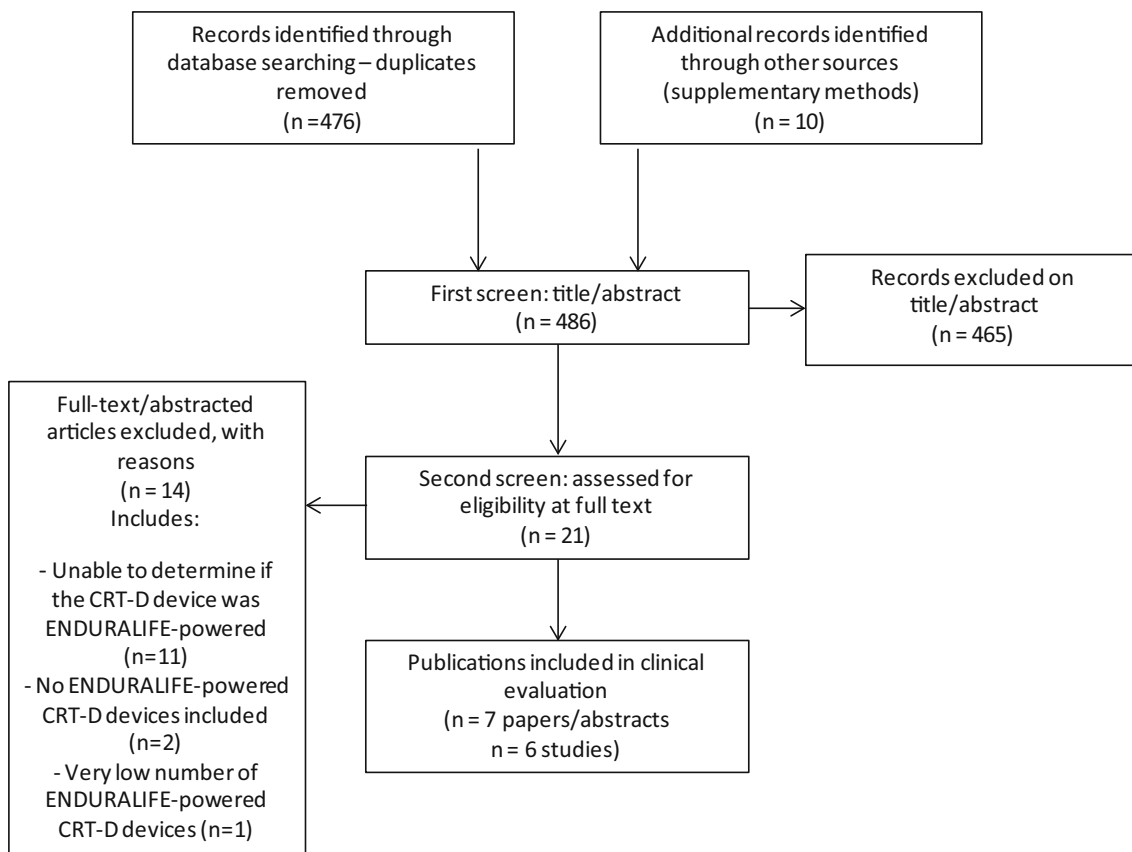 Records identified through
database searching – duplicates
removed
(n =476)
Additional records identified
through other sources
(supplementary methods)
(n = 10)
First screen: title/abstract
(n = 486)
Records excluded on
title/abstract
(n = 465)
Full-text/abstracted
articles excluded, with
reasons
(n = 14)
Includes:
- Unable to determine if
the CRT-D device was
ENDURALIFE-powered
(n=11)
- No ENDURALIFE-powered
CRT-D devices included
(n=2)
- Very low number of
ENDURALIFE-powered
CRT-D devices (n=1)
Second screen: assessed for
eligibility at full text
(n = 21)
Publications included in clinical
evaluation
(n = 7 papers/abstracts
n = 6 studies)